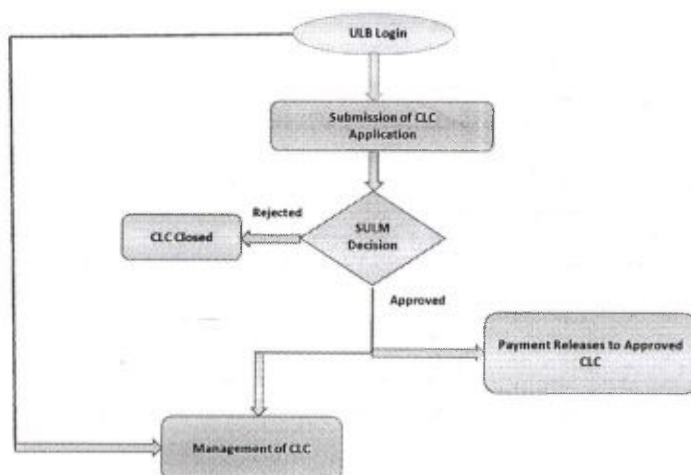 ULB Login
Submission of CLC
Application
Rejected
SULM
Decision
CLC Closed
Approved
Payment Releases to Approved
CLC
Management of CLC